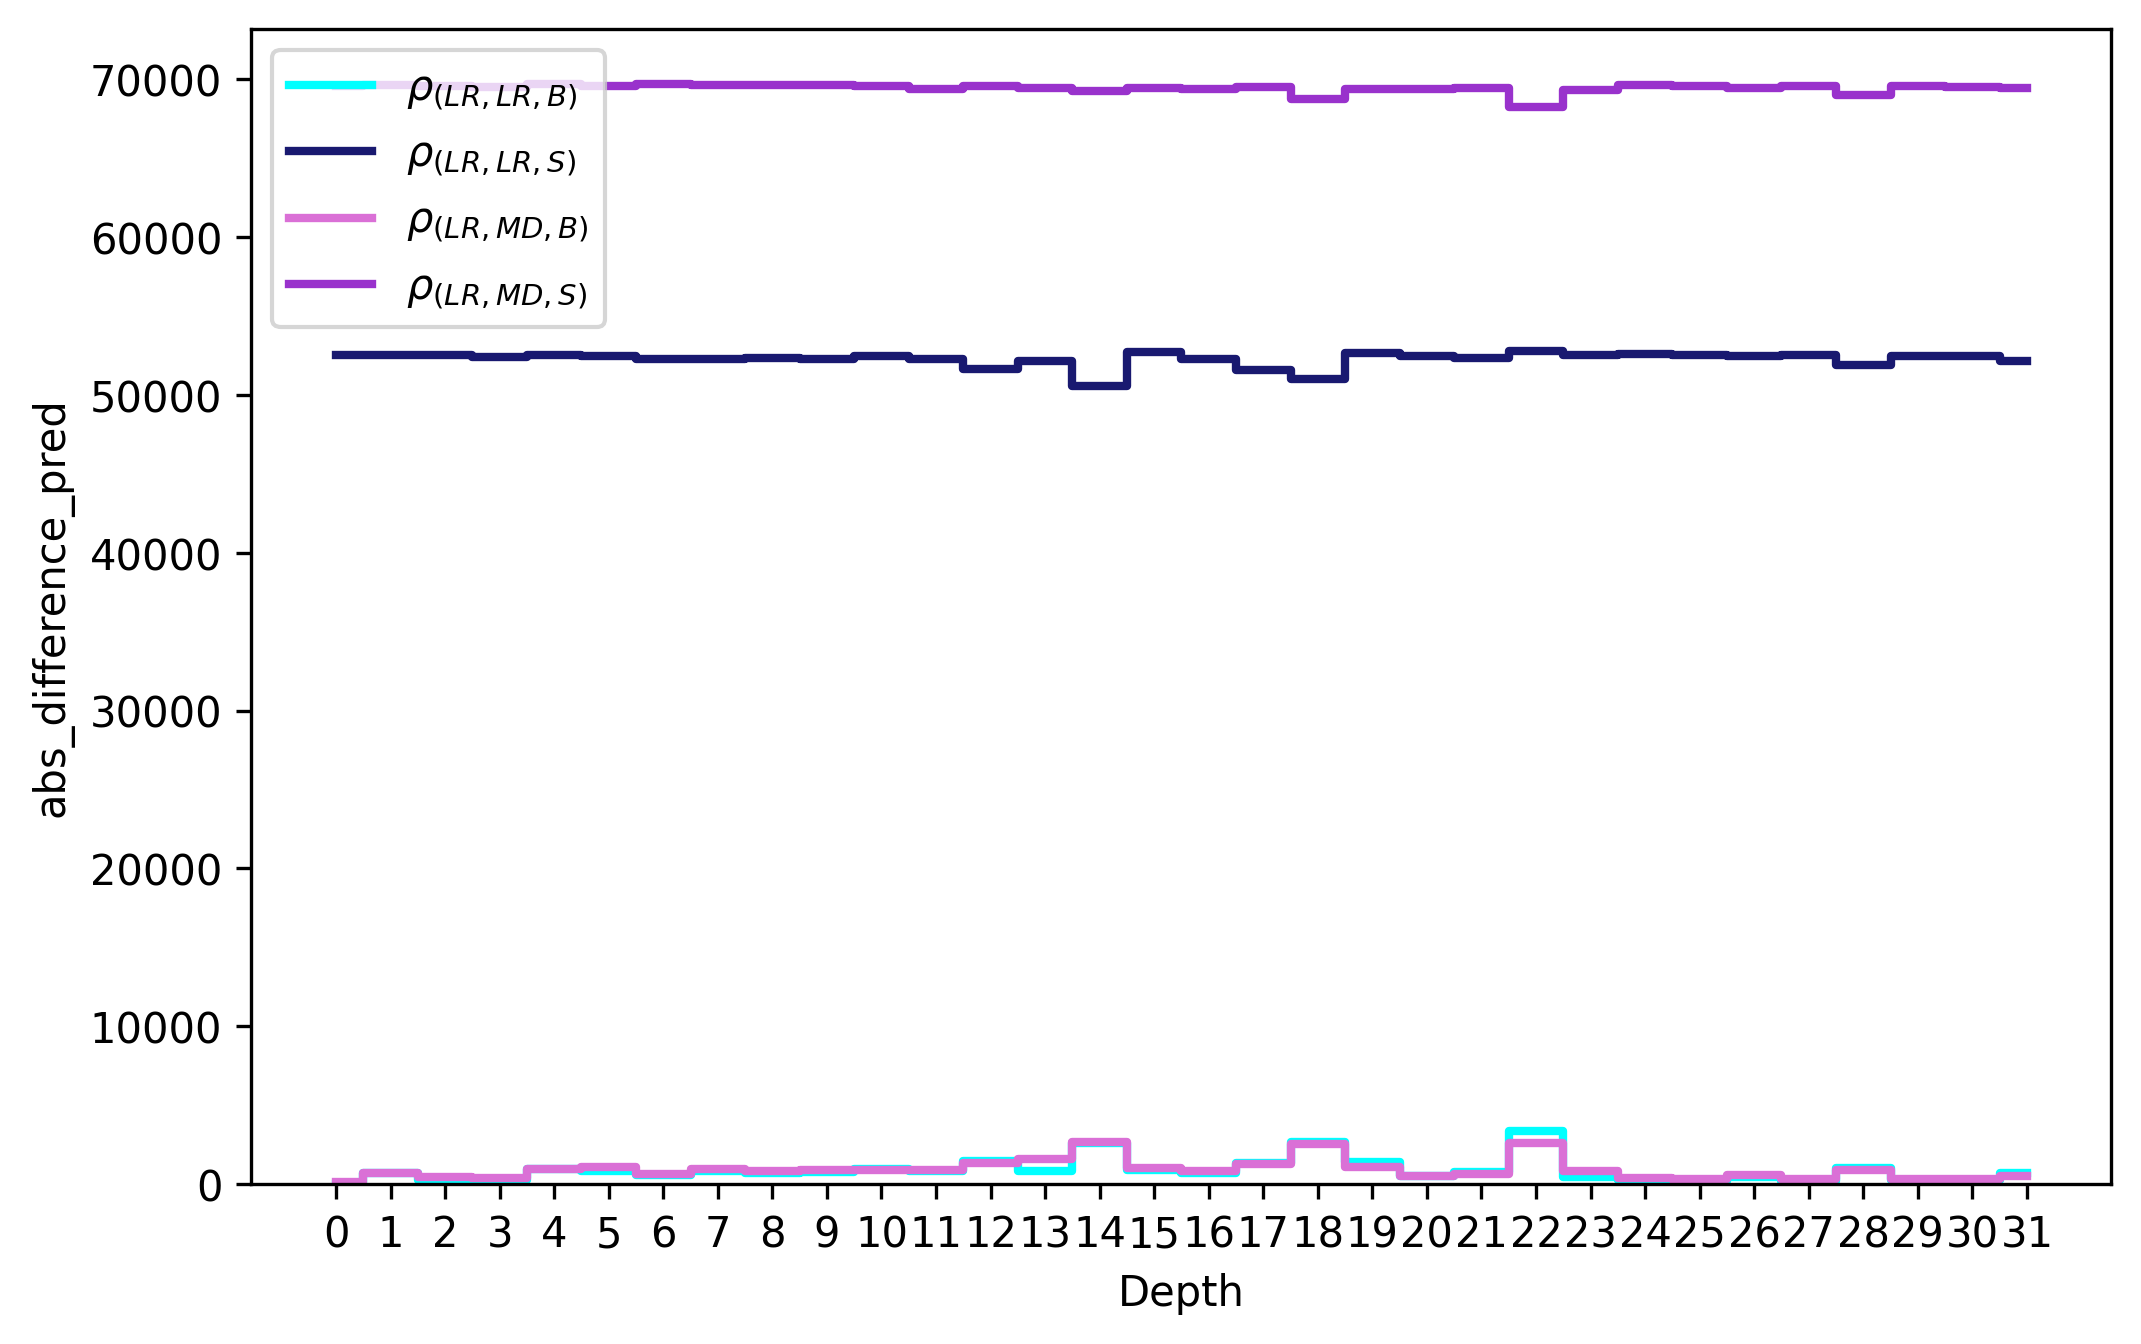 70000
60000
50000
40000
30000
20000
10000
0
abs_difference_pred
ρ(LR, LR, B)
ρ(LR, LR, S)
ρ(LR, MD, B)
ρ(LR, MD, S)
0 1 2 3 4 5 6 7 8 9 10 11 12 13 14 15 16 17 18 19 20 21 22 23 24 25 26 27 28 29 30 31
Depth